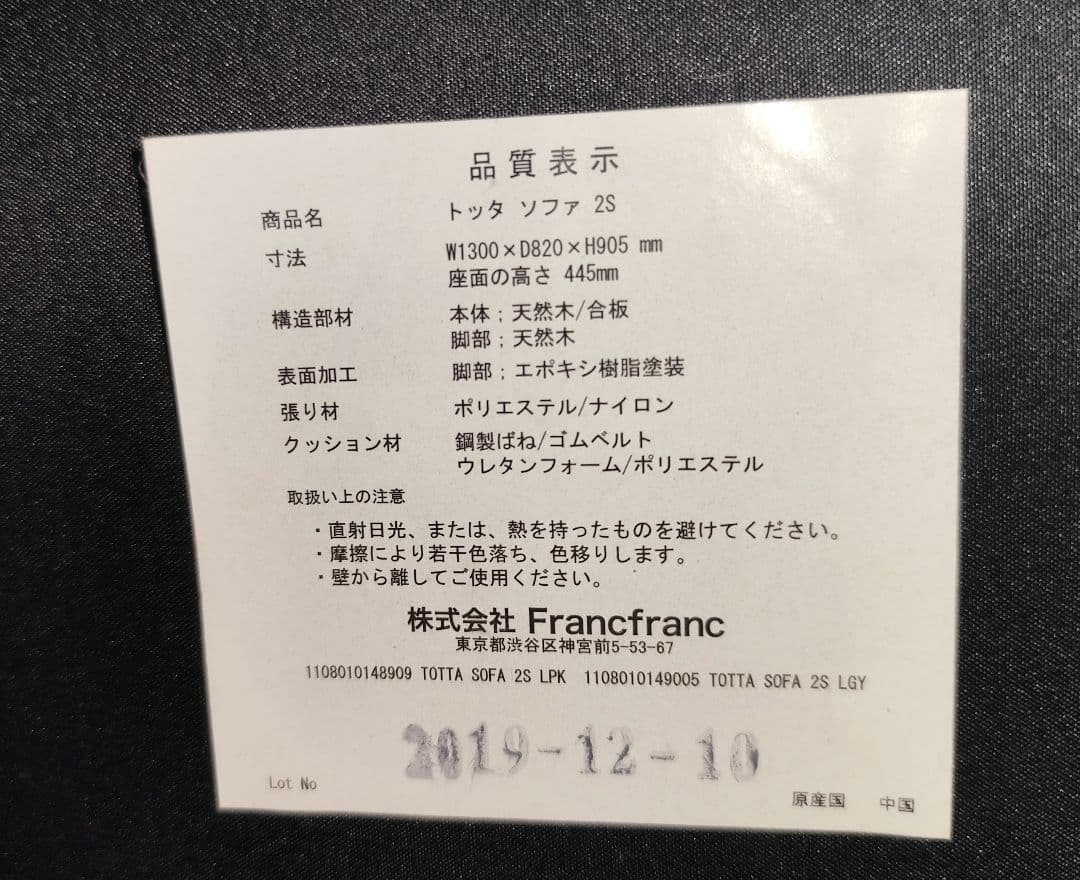 品質表示
商品名 トッタ ソファ 2S
寸法 W1300×D820×H905 mm
座面の高さ 445mm
構造部材 本体；天然木/合板
脚部；天然木
表面加工 脚部；エポキシ樹脂塗装
張り材 ポリエステル/ナイロン
クッション材 鋼製ばね/ゴムベルト
ウレタンフォーム/ポリエステル
取扱い上の注意
・直射日光、または、熱を持ったものを避けてください。
・摩擦により若干色落ち、色移りします。
・壁から離してご使用ください。
株式会社 Francfranc
東京都渋谷区神宮前5-53-67
1108010148909 TOTTA SOFA 2S LPK 1108010149005 TOTTA SOFA 2S LGY
2019-12-10
Lot No
原産国 中国